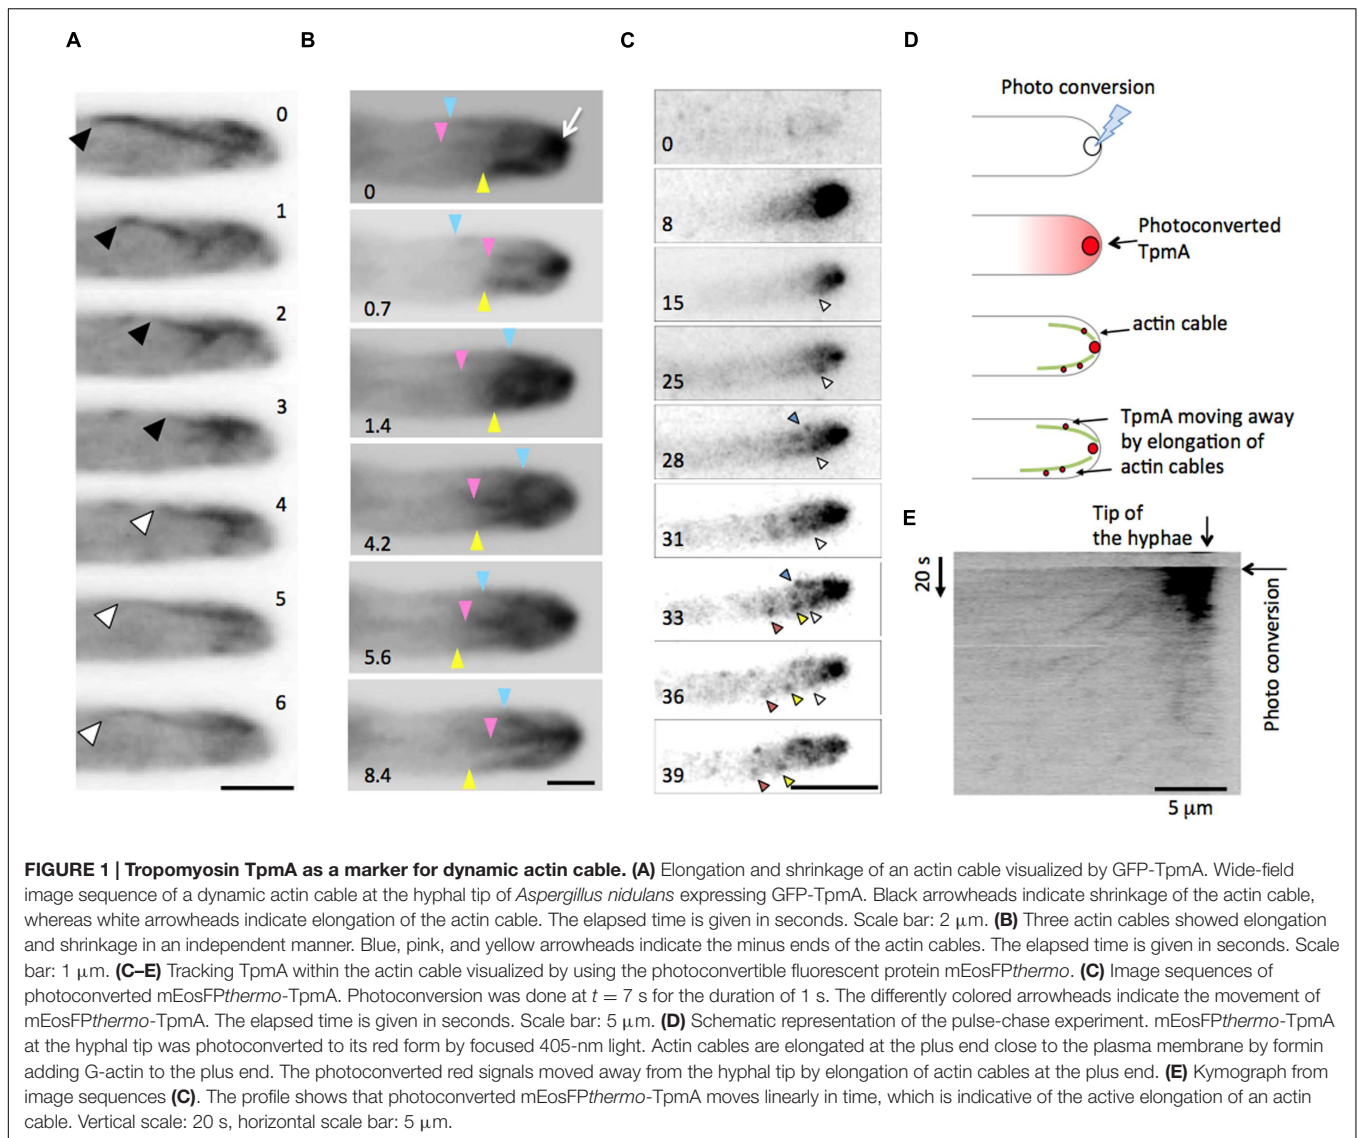 A
B
C
D
0
1
2
3
4
5
6
0
0.7
1.4
4.2
5.6
8.4
0
8
15
25
28
31
33
36
39
Photo conversion
Photoconverted
TpmA
actin cable
TpmA moving away
by elongation of
actin cables
E
Tip of
the hyphae
20 s
Photo conversion
5 μm
FIGURE 1 | Tropomyosin TpmA as a marker for dynamic actin cable. (A) Elongation and shrinkage of an actin cable visualized by GFP-TpmA. Wide-field
image sequence of a dynamic actin cable at the hyphal tip of Aspergillus nidulans expressing GFP-TpmA. Black arrowheads indicate shrinkage of the actin cable,
whereas white arrowheads indicate elongation of the actin cable. The elapsed time is given in seconds. Scale bar: 2 μm. (B) Three actin cables showed elongation
and shrinkage in an independent manner. Blue, pink, and yellow arrowheads indicate the minus ends of the actin cables. The elapsed time is given in seconds. Scale
bar: 1 μm. (C–E) Tracking TpmA within the actin cable visualized by using the photoconvertible fluorescent protein mEosFPthermo. (C) Image sequences of
photoconverted mEosFPthermo-TpmA. Photoconversion was done at t = 7 s for the duration of 1 s. The differently colored arrowheads indicate the movement of
mEosFPthermo-TpmA. The elapsed time is given in seconds. Scale bar: 5 μm. (D) Schematic representation of the pulse-chase experiment. mEosFPthermo-TpmA
at the hyphal tip was photoconverted to its red form by focused 405-nm light. Actin cables are elongated at the plus end close to the plasma membrane by formin
adding G-actin to the plus end. The photoconverted red signals moved away from the hyphal tip by elongation of actin cables at the plus end. (E) Kymograph from
image sequences (C). The profile shows that photoconverted mEosFPthermo-TpmA moves linearly in time, which is indicative of the active elongation of an actin
cable. Vertical scale: 20 s, horizontal scale bar: 5 μm.